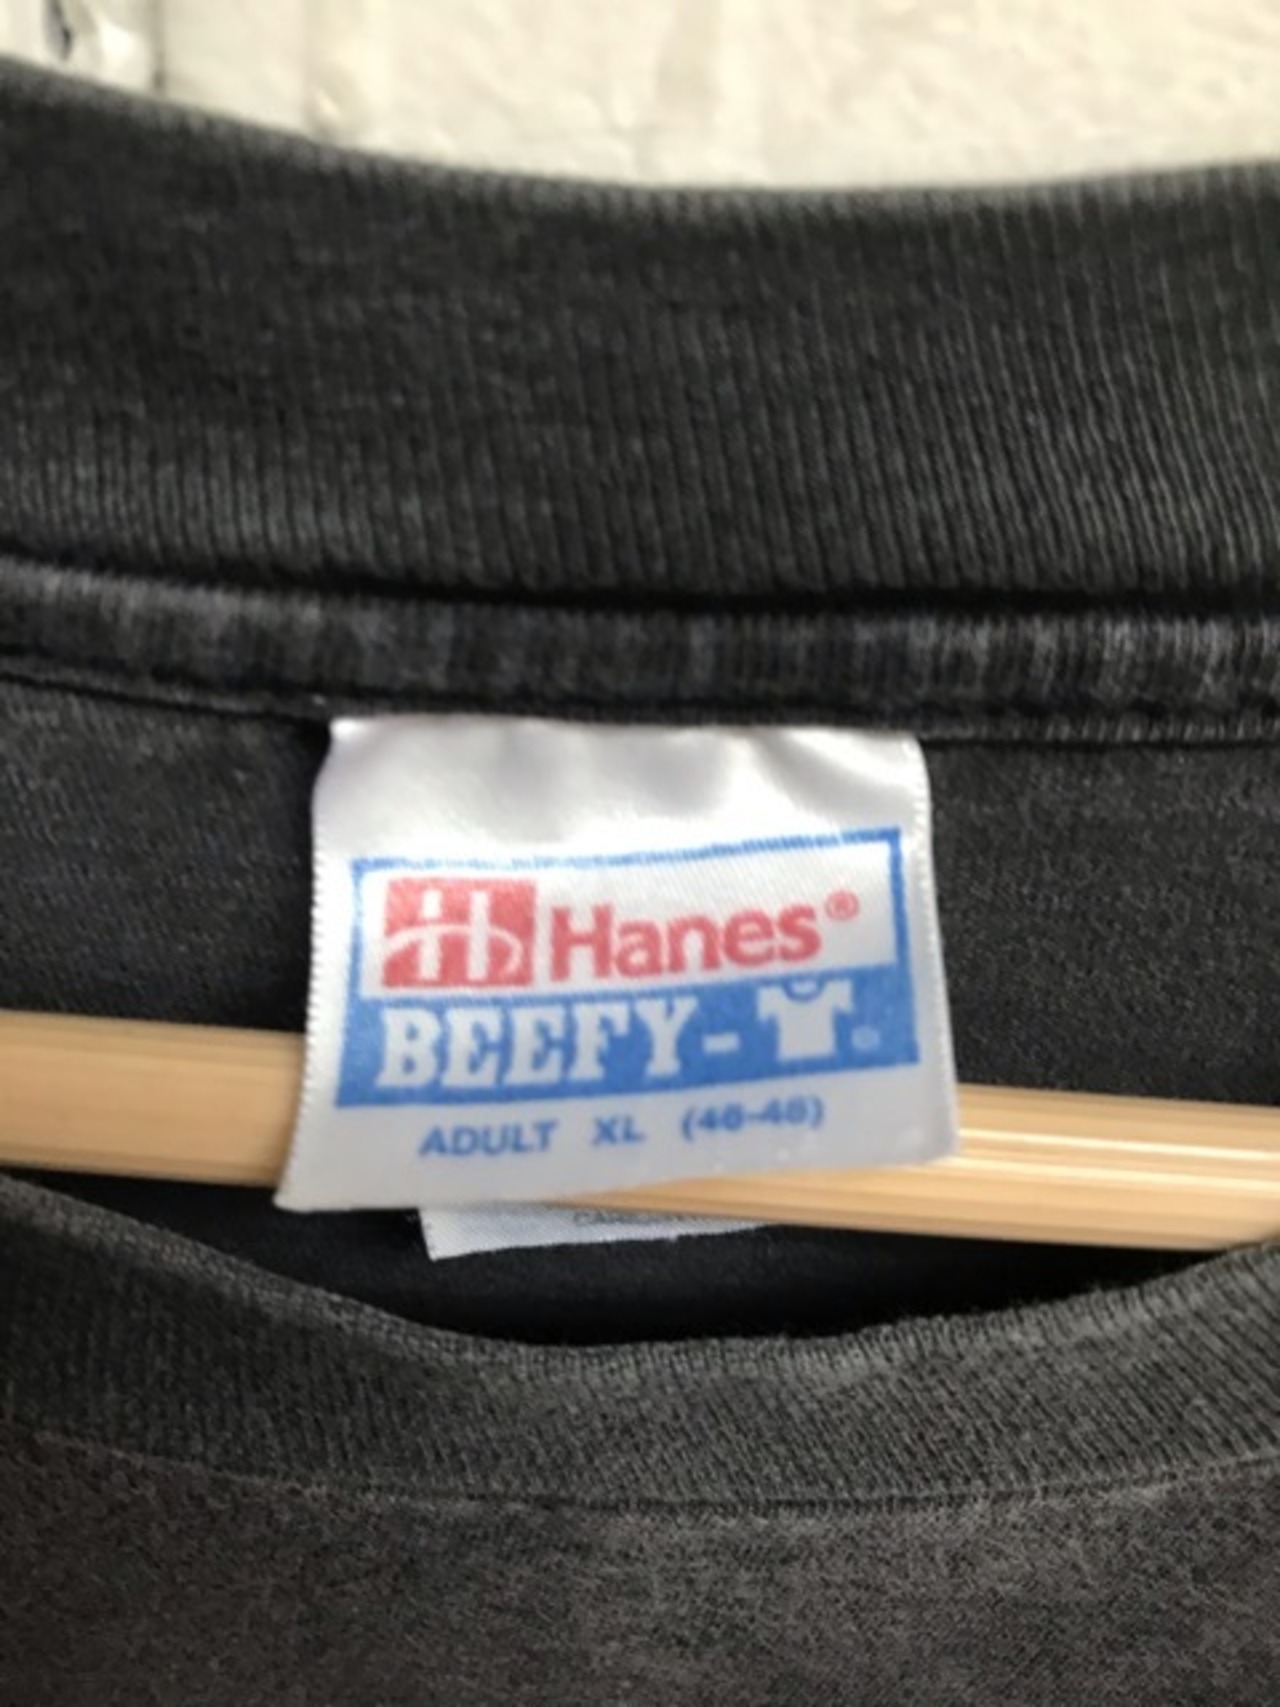 Hanes®
BEEFY-T®
ADULT XL (46-48)